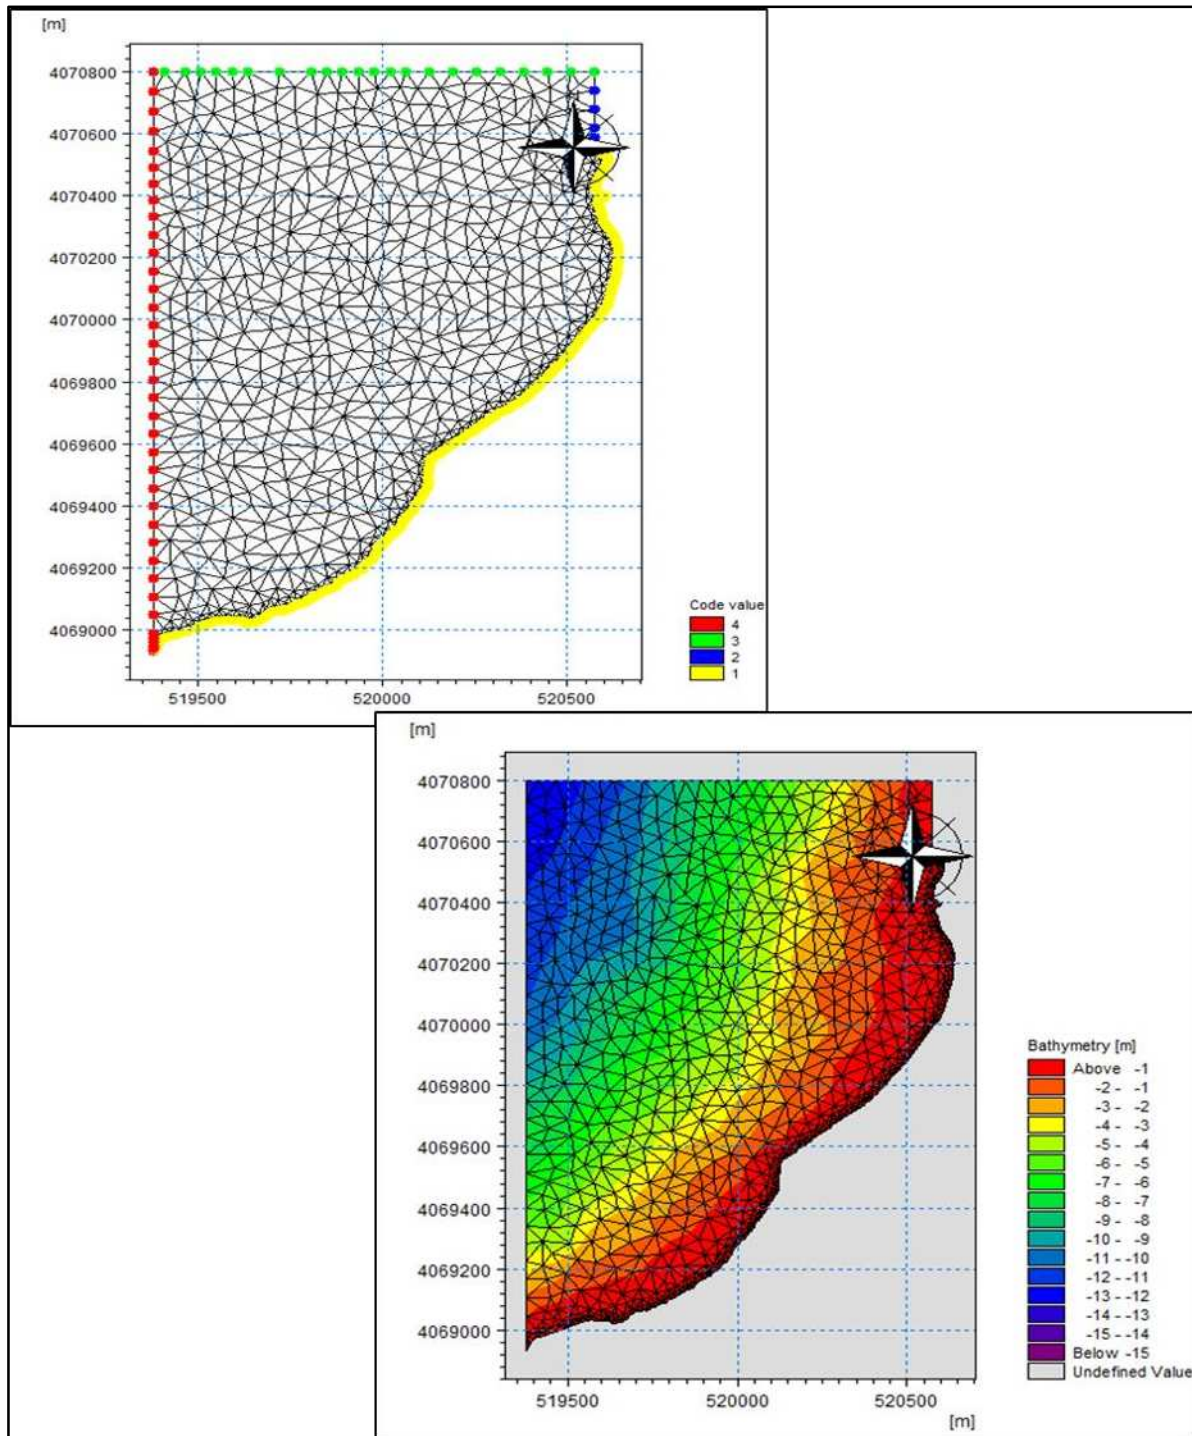 [m]
4070800
4070600
4070400
4070200
4070000
4069800
4069600
4069400
4069200
4069000
519500 520000 520500
Code value
4
3
2
1
[m]
4070800
4070600
4070400
4070200
4070000
4069800
4069600
4069400
4069200
4069000
519500 520000 520500
[m]
Bathymetry [m]
Above -1
-2 - -1
-3 - -2
-4 - -3
-5 - -4
-6 - -5
-7 - -6
-8 - -7
-9 - -8
-10 - -9
-11 - -10
-12 - -11
-13 - -12
-14 - -13
-15 - -14
Below -15
Undefined Value